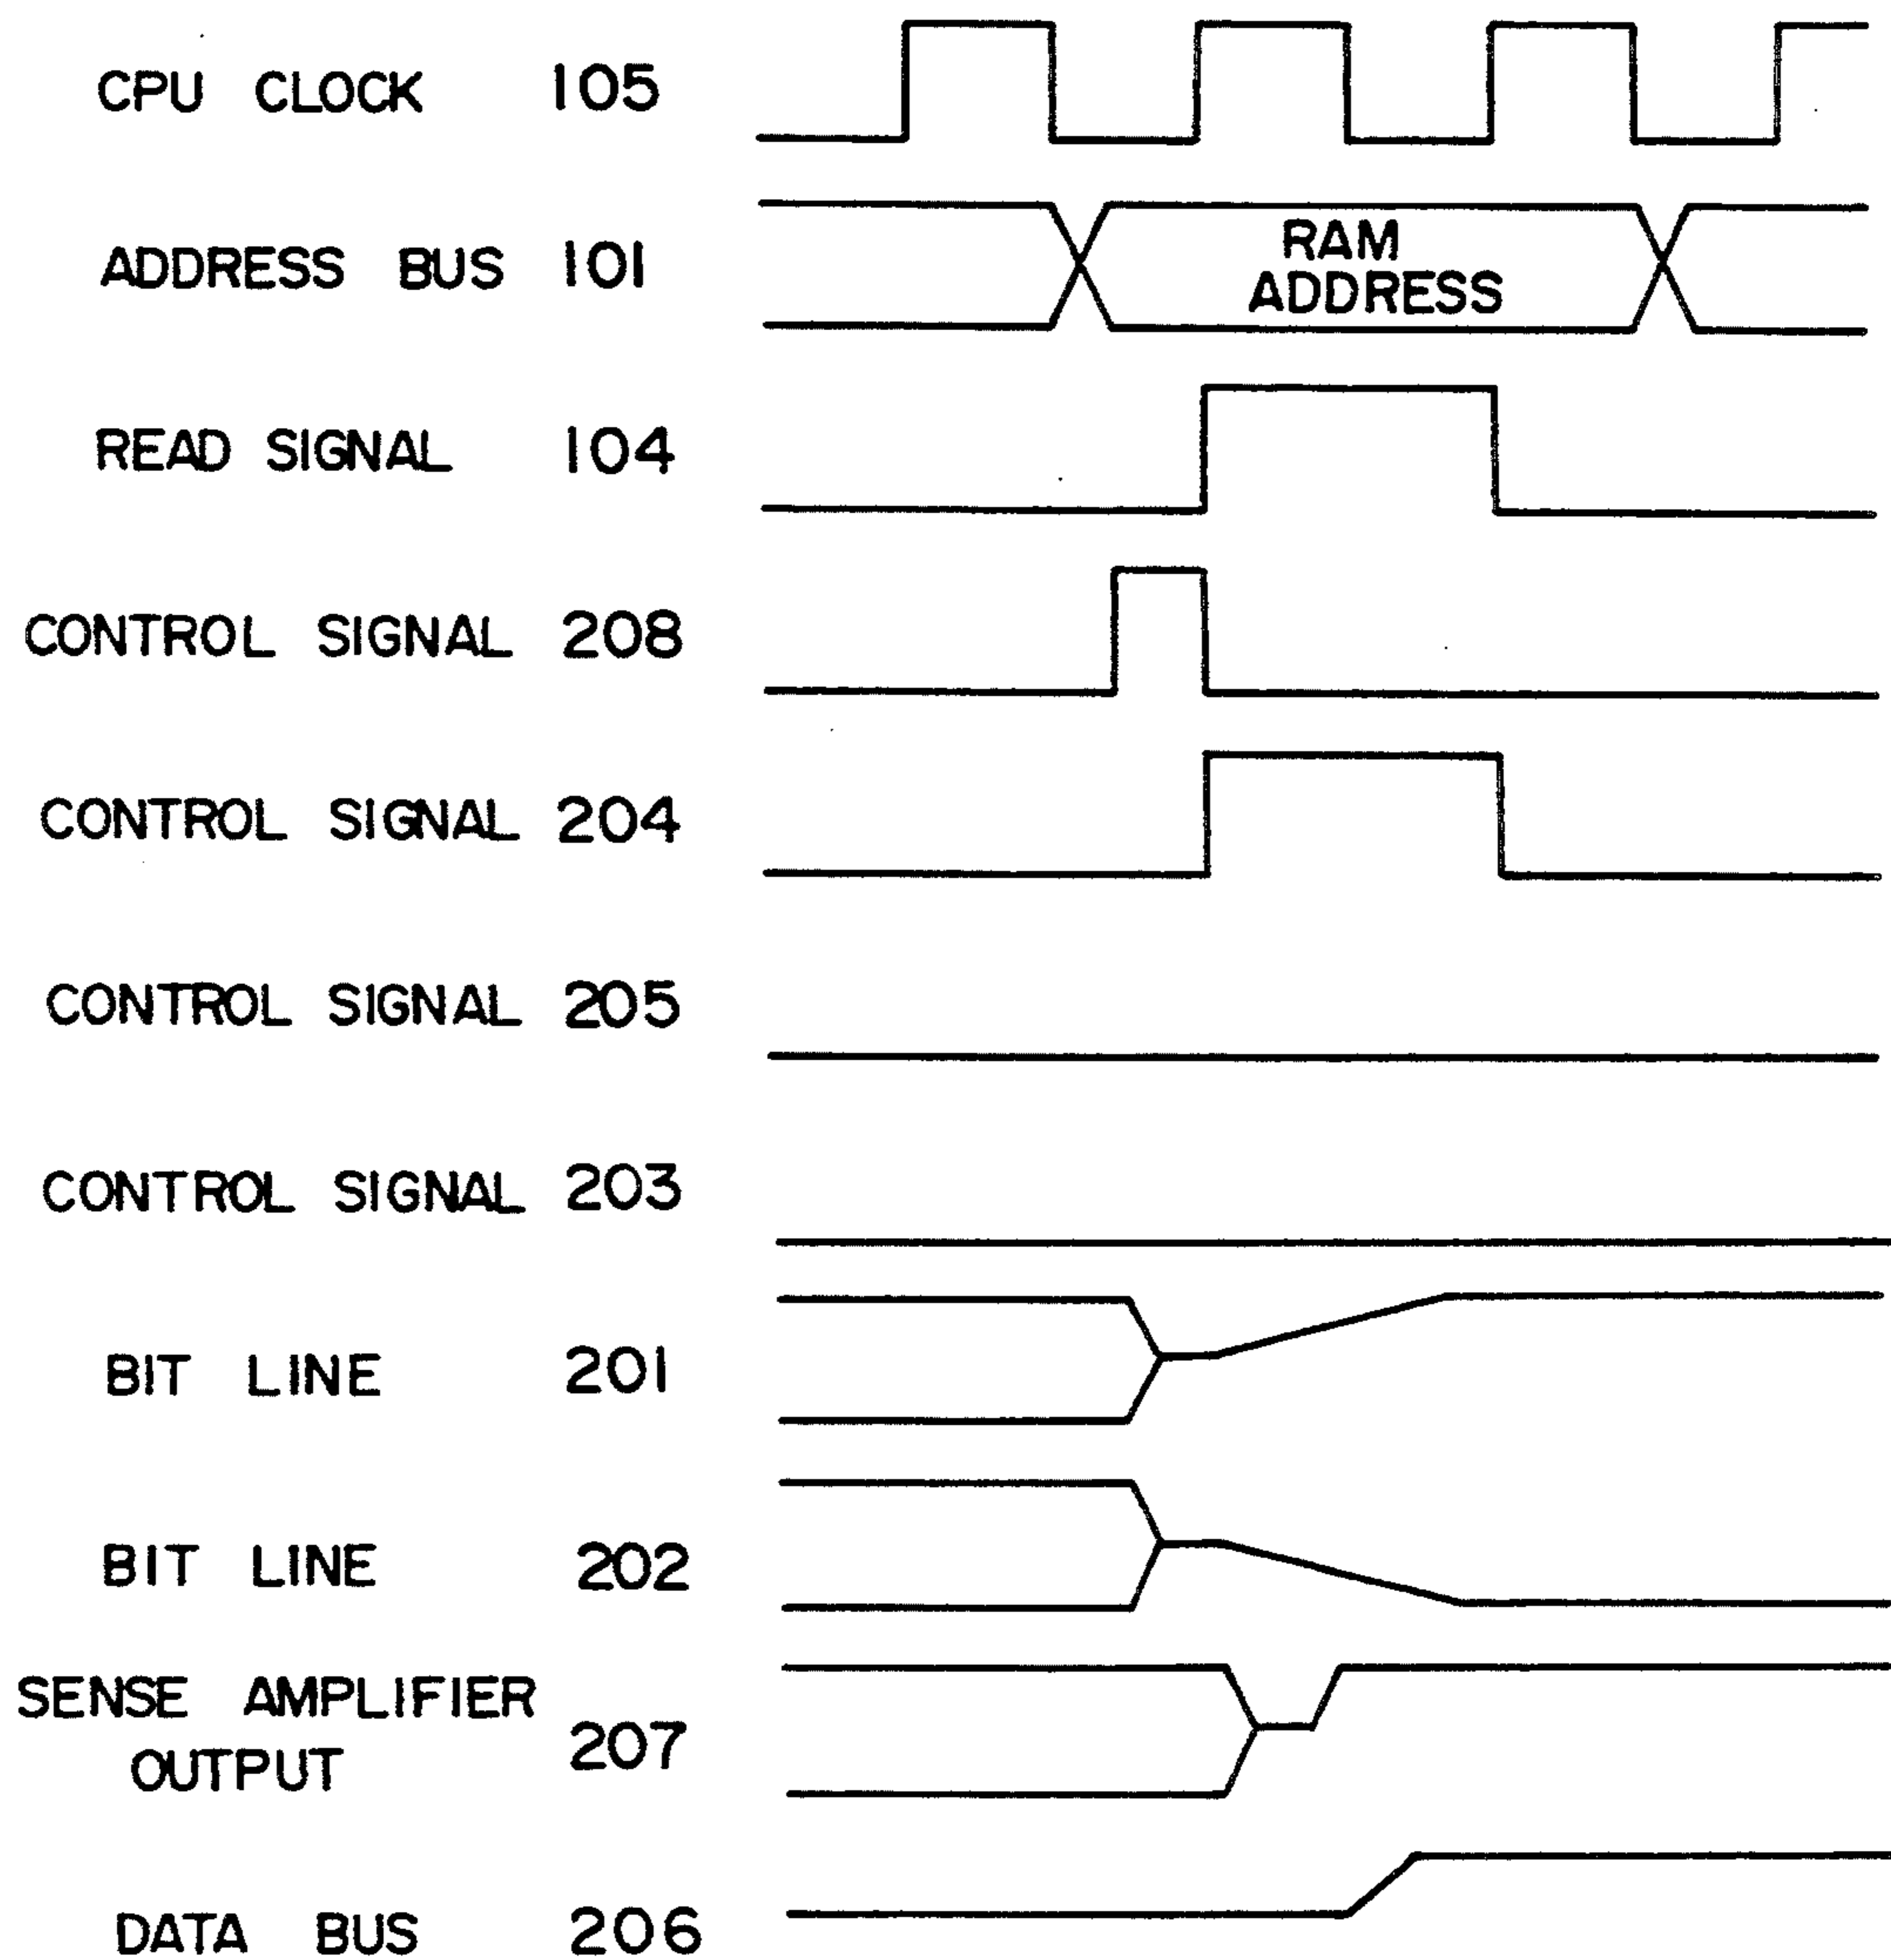 CPU CLOCK 105
ADDRESS BUS 101
RAM
ADDRESS
READ SIGNAL 104
CONTROL SIGNAL 208
CONTROL SIGNAL 204
CONTROL SIGNAL 205
CONTROL SIGNAL 203
BIT LINE 201
BIT LINE 202
SENSE AMPLIFIER
OUTPUT 207
DATA BUS 206